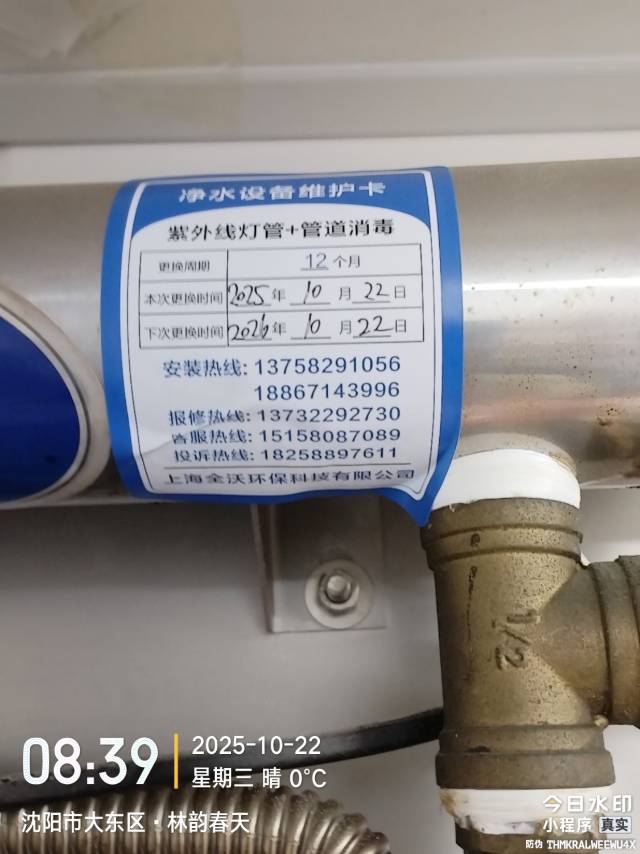 净水设备维护卡
紫外线灯管+管道消毒
更换周期 12个月
本次更换时间 2025年 10月 22日
下次更换时间 2026年 10月 22日
安装热线: 13758291056
18867143996
报修热线: 13732292730
客服热线: 15158087089
投诉热线: 18258897611
上海全沃环保科技有限公司
1/2
08:39
2025-10-22
星期三 晴 0℃
沈阳市大东区·林韵春天
今日水印
小程序 真实
防伪 THMKRALWEEWU4X